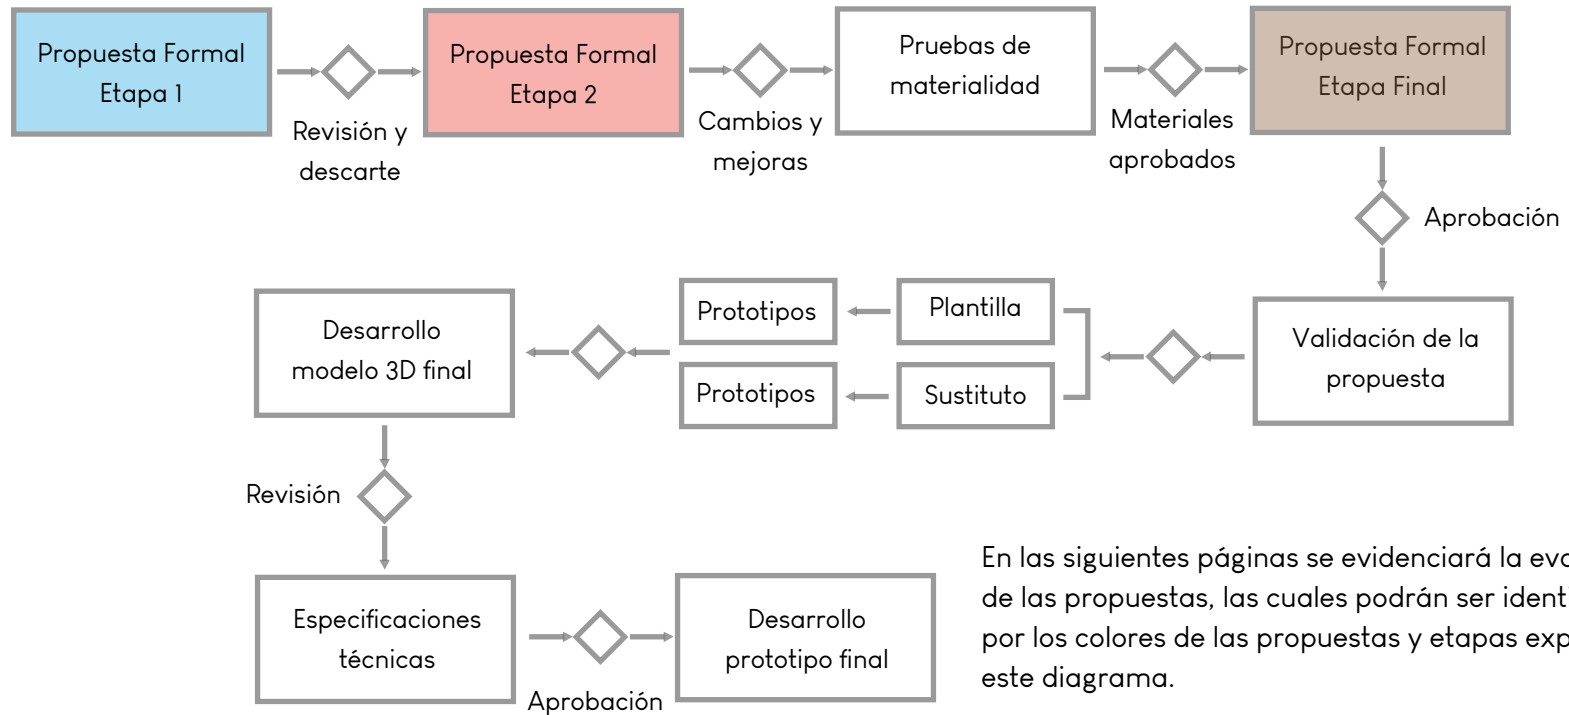 Propuesta Formal
Etapa 1
Revisión y
descarte
Propuesta Formal
Etapa 2
Cambios y
mejoras
Pruebas de
materialidad
Materiales
aprobados
Propuesta Formal
Etapa Final
Aprobación
Validación de la
propuesta
Plantilla
Sustituto
Prototipos
Prototipos
Desarrollo
modelo 3D final
Revisión
Especificaciones
técnicas
Aprobación
Desarrollo
prototipo final
En las siguientes páginas se evidenciará la
de las propuestas, las cuales podrán ser
por los colores de las propuestas y etapas
este diagrama.